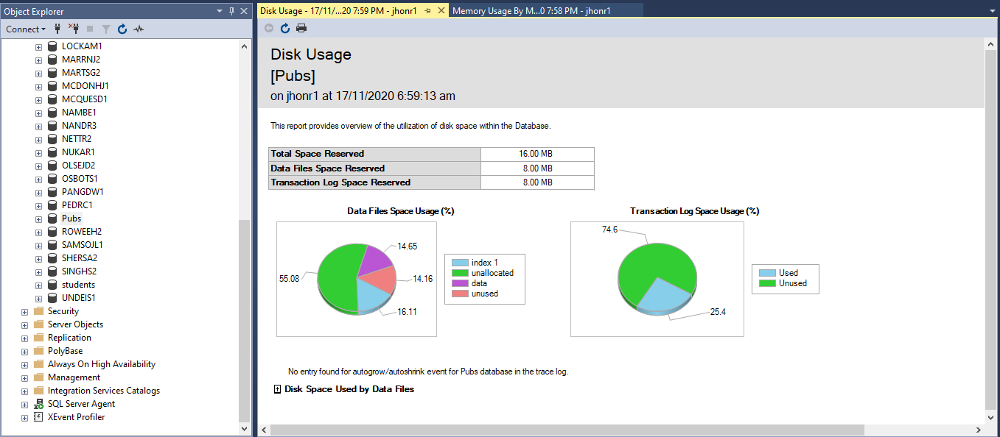 Object Explorer
Connect
LOCKAM1
MARRNJ2
MARTSG2
MCDONHJ1
MCQUESD1
NAMBE1
NANDR3
NETTR2
NUKAR1
OLSEJD2
OSBOTS1
PANGDW1
PEDRC1
Pubs
ROWEEH2
SAMSOJL1
SHERSA2
SINGHS2
students
UNDEIS1
Security
Server Objects
Replication
PolyBase
Always On High Availability
Management
Integration Services Catalogs
SQL Server Agent
XEvent Profiler
Disk Usage - 17/11/...20 7:59 PM - jhonr1
Memory Usage By M...0 7:58 PM - jhonr1
Disk Usage
[Pubs]
on jhonr1 at 17/11/2020 6:59:13 am
This report provides overview of the utilization of disk space within the Database.
Total Space Reserved 16.00 MB
Data Files Space Reserved 8.00 MB
Transaction Log Space Reserved 8.00 MB
Data Files Space Usage (%)
14.65
55.08
14.16
16.11
index 1
unallocated
data
unused
Transaction Log Space Usage (%)
74.6
25.4
Used
Unused
No entry found for autogrow/autoshrink event for Pubs database in the trace log.
Disk Space Used by Data Files